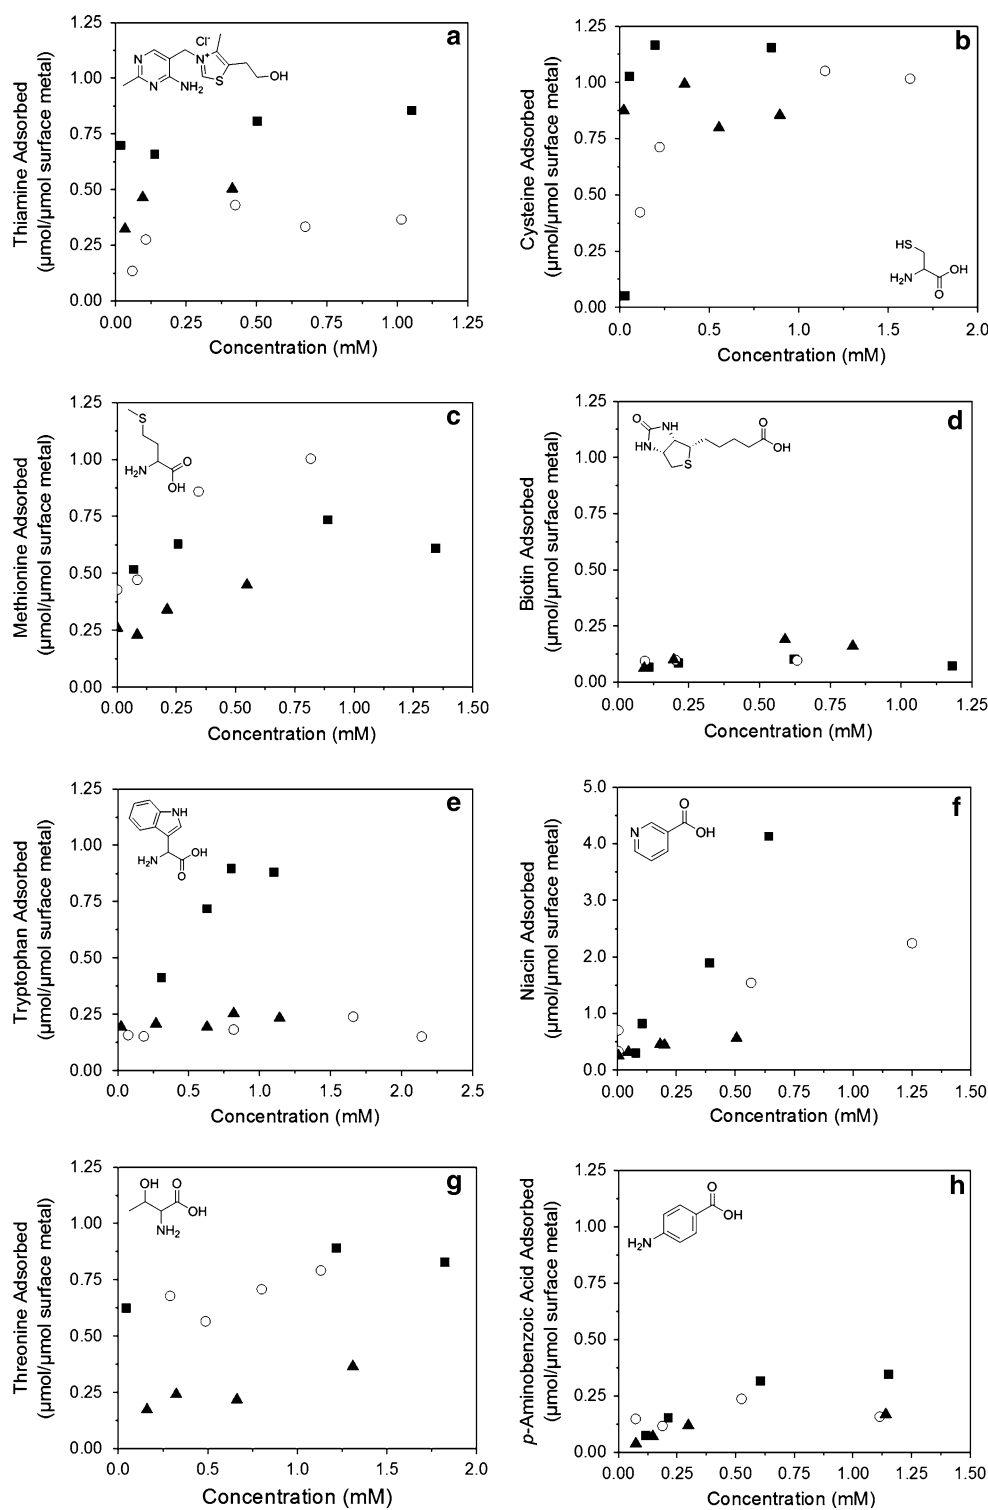 a
Thiamine Adsorbed
(µmol/µmol surface metal)
1.25
1.00
0.75
0.50
0.25
0.00
Cl-
N
N
NH2
N+
S
OH
0.00 0.25 0.50 0.75 1.00 1.25
Concentration (mM)
b
Cysteine Adsorbed
(µmol/µmol surface metal)
1.25
1.00
0.75
0.50
0.25
0.00
HS
H2N
OH
O
0.0 0.5 1.0 1.5 2.0
Concentration (mM)
c
Methionine Adsorbed
(µmol/µmol surface metal)
1.25
1.00
0.75
0.50
0.25
0.00
S
H2N
O
OH
0.00 0.25 0.50 0.75 1.00 1.25 1.50
Concentration (mM)
d
Biotin Adsorbed
(µmol/µmol surface metal)
1.25
1.00
0.75
0.50
0.25
0.00
O
NH
HN
S
O
OH
0.00 0.25 0.50 0.75 1.00 1.25
Concentration (mM)
e
Tryptophan Adsorbed
(µmol/µmol surface metal)
1.25
1.00
0.75
0.50
0.25
0.00
NH
H2N
OH
O
0.0 0.5 1.0 1.5 2.0 2.5
Concentration (mM)
f
Niacin Adsorbed
(µmol/µmol surface metal)
5.0
4.0
3.0
2.0
1.0
0.0
N
O
OH
0.00 0.25 0.50 0.75 1.00 1.25 1.50
Concentration (mM)
g
Threonine Adsorbed
(µmol/µmol surface metal)
1.25
1.00
0.75
0.50
0.25
0.00
OH O
OH
NH2
0.0 0.5 1.0 1.5 2.0
Concentration (mM)
h
p-Aminobenzoic Acid Adsorbed
(µmol/µmol surface metal)
1.25
1.00
0.75
0.50
0.25
0.00
O
OH
H2N
0.00 0.25 0.50 0.75 1.00 1.25 1.50
Concentration (mM)